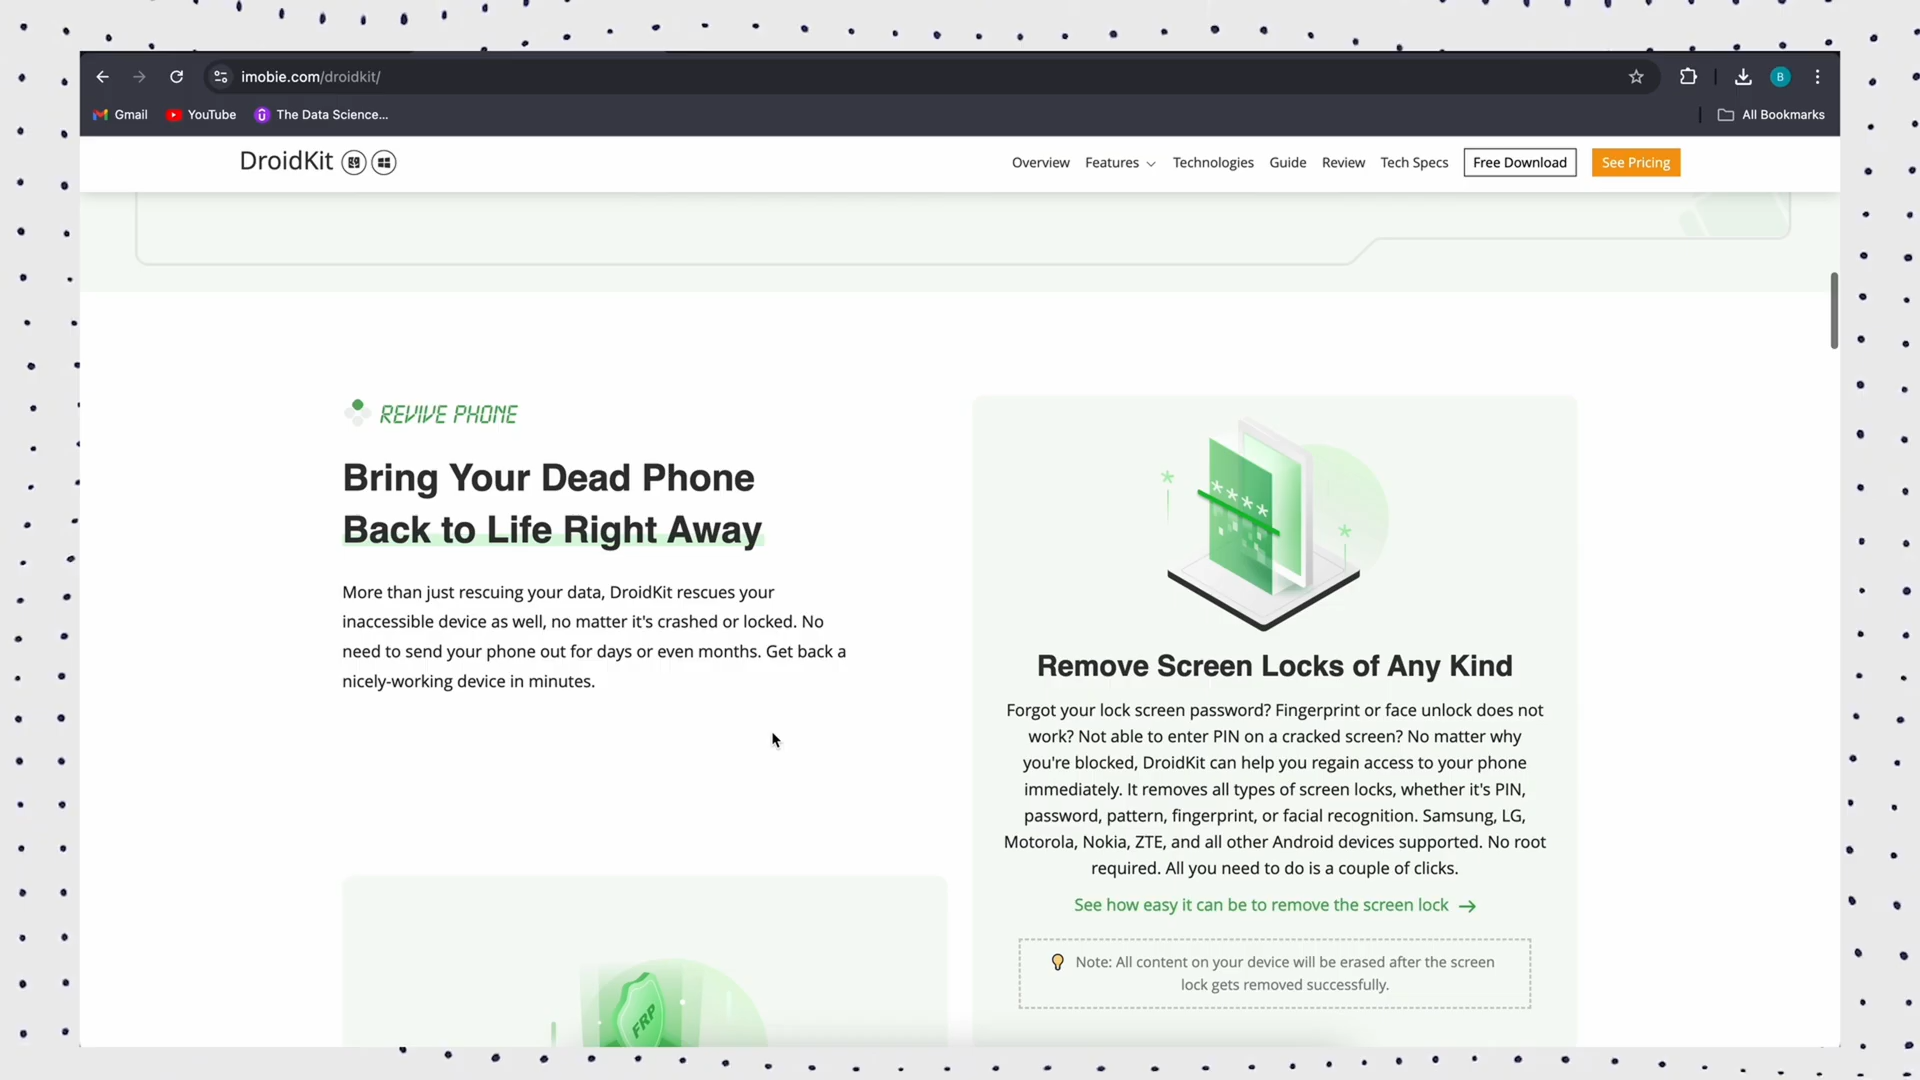 imobie.com/droidkit/
B
Gmail
YouTube
The Data Science...
All Bookmarks
DroidKit
Overview
Features
Technologies
Guide
Review
Tech Specs
Free Download
See Pricing
REVIVE PHONE
Bring Your Dead Phone
Back to Life Right Away
More than just rescuing your data, DroidKit rescues your
inaccessible device as well, no matter it's crashed or locked. No
need to send your phone out for days or even months. Get back a
nicely-working device in minutes.
FRP
****
Remove Screen Locks of Any Kind
Forgot your lock screen password? Fingerprint or face unlock does not
work? Not able to enter PIN on a cracked screen? No matter why
you're blocked, DroidKit can help you regain access to your phone
immediately. It removes all types of screen locks, whether it's PIN,
password, pattern, fingerprint, or facial recognition. Samsung, LG,
Motorola, Nokia, ZTE, and all other Android devices supported. No root
required. All you need to do is a couple of clicks.
See how easy it can be to remove the screen lock →
Note: All content on your device will be erased after the screen
lock gets removed successfully.